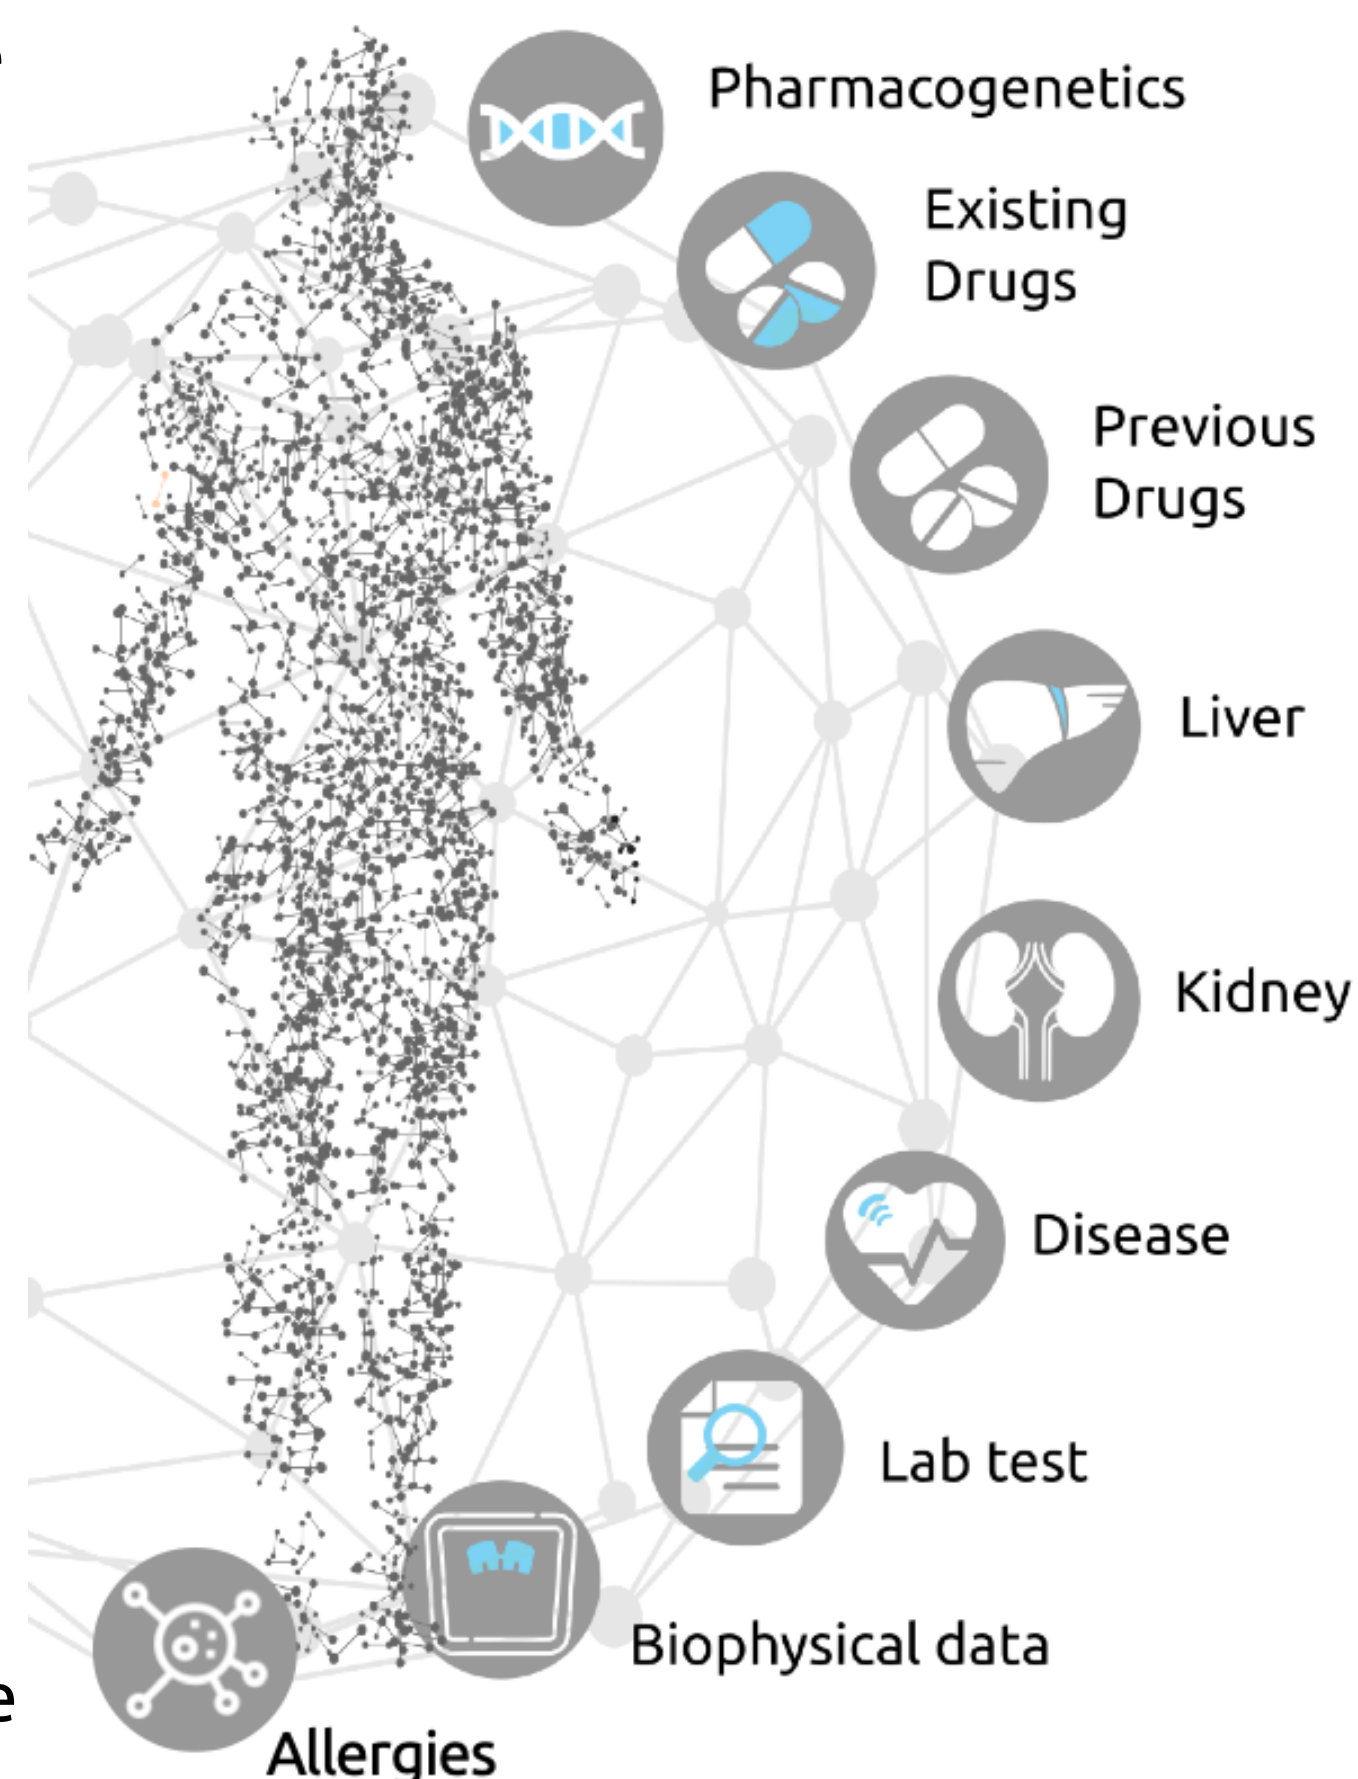 Pharmacogenetics
Existing
Drugs
Previous
Drugs
Liver
Kidney
Disease
Lab test
Biophysical data
e
Allergies